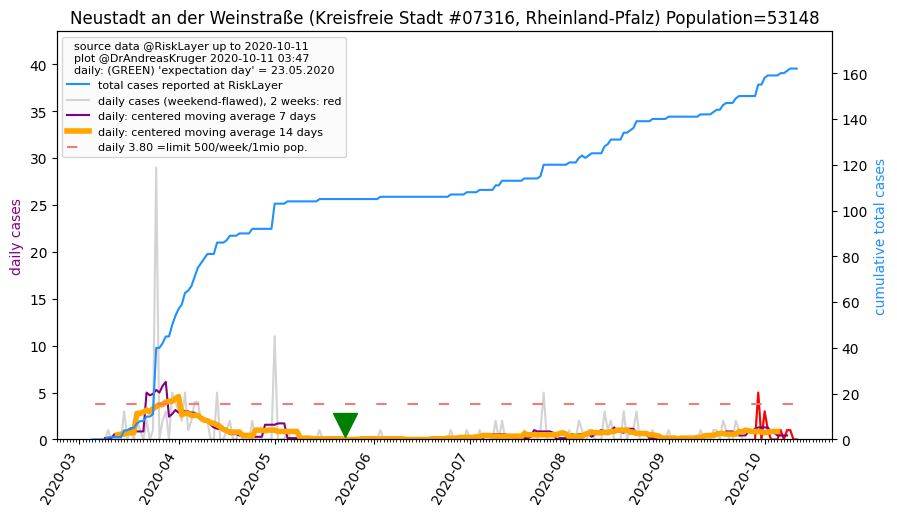 Neustadt an der Weinstraße (Kreisfreie Stadt #07316, Rheinland-Pfalz) Population=53148
source data @RiskLayer up to 2020-10-11
plot @DrAndreasKruger 2020-10-11 03:47
daily: (GREEN) 'expectation day' = 23.05.2020
total cases reported at RiskLayer
daily cases (weekend-flawed), 2 weeks: red
daily: centered moving average 7 days
daily: centered moving average 14 days
daily 3.80 =limit 500/week/1mio pop.
daily cases
40
35
30
25
20
15
10
5
0
cumulative total cases
160
140
120
100
80
60
40
20
0
2020-03
2020-04
2020-05
2020-06
2020-07
2020-08
2020-09
2020-10